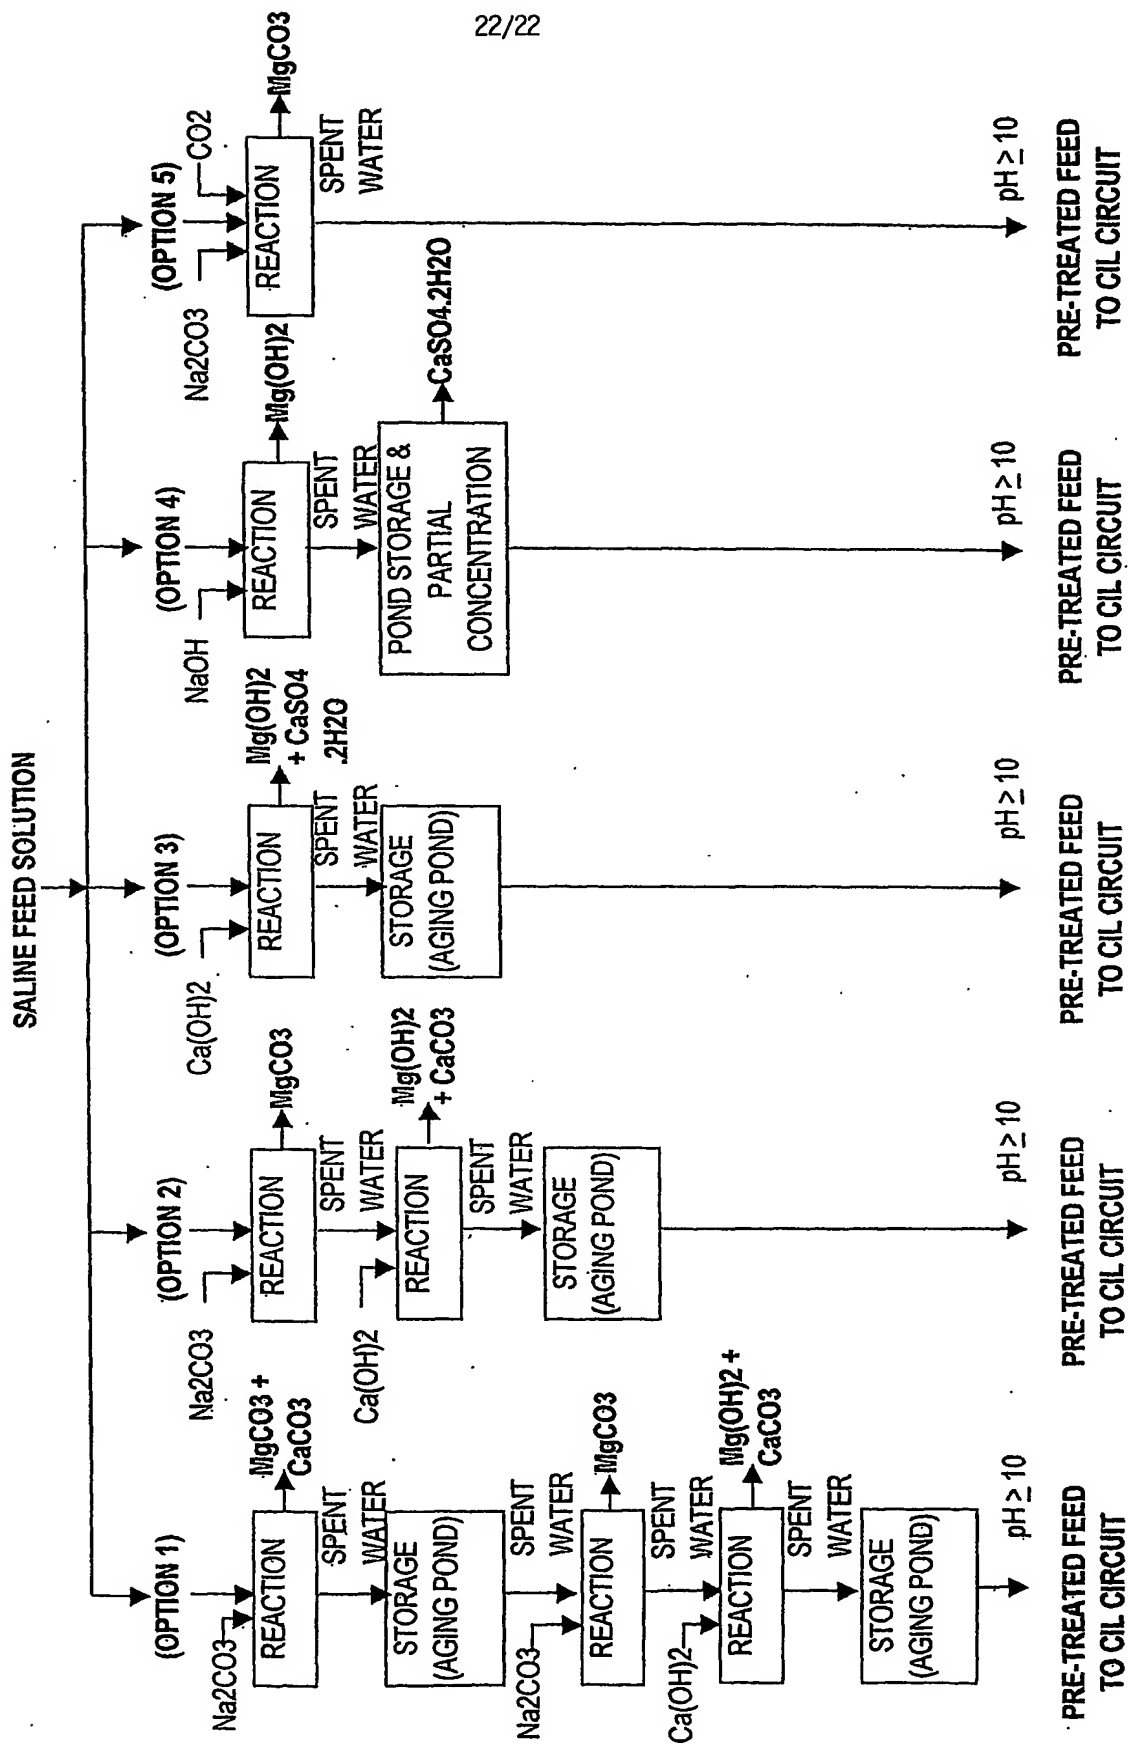 22/22
SALINE FEED SOLUTION
(OPTION 1)
Na2CO3
REACTION
MgCO3 +
CaCO3
SPENT
WATER
STORAGE
(AGING POND)
SPENT
WATER
Na2CO3
REACTION
MgCO3
SPENT
WATER
Ca(OH)2
REACTION
Mg(OH)2 +
CaCO3
SPENT
WATER
STORAGE
(AGING POND)
pH ≥ 10
PRE-TREATED FEED
TO CIL CIRCUIT
(OPTION 2)
Na2CO3
REACTION
MgCO3
SPENT
WATER
Ca(OH)2
REACTION
Mg(OH)2
+ CaCO3
SPENT
WATER
STORAGE
(AGING POND)
pH ≥ 10
PRE-TREATED FEED
TO CIL CIRCUIT
(OPTION 3)
Ca(OH)2
REACTION
Mg(OH)2
+ CaSO4
.2H2O
SPENT
WATER
STORAGE
(AGING POND)
pH ≥ 10
PRE-TREATED FEED
TO CIL CIRCUIT
(OPTION 4)
NaOH
REACTION
Mg(OH)2
SPENT
WATER
POND STORAGE &
PARTIAL
CONCENTRATION
CaSO4.2H2O
pH ≥ 10
PRE-TREATED FEED
TO CIL CIRCUIT
(OPTION 5)
Na2CO3
CO2
REACTION
MgCO3
SPENT
WATER
pH ≥ 10
PRE-TREATED FEED
TO CIL CIRCUIT